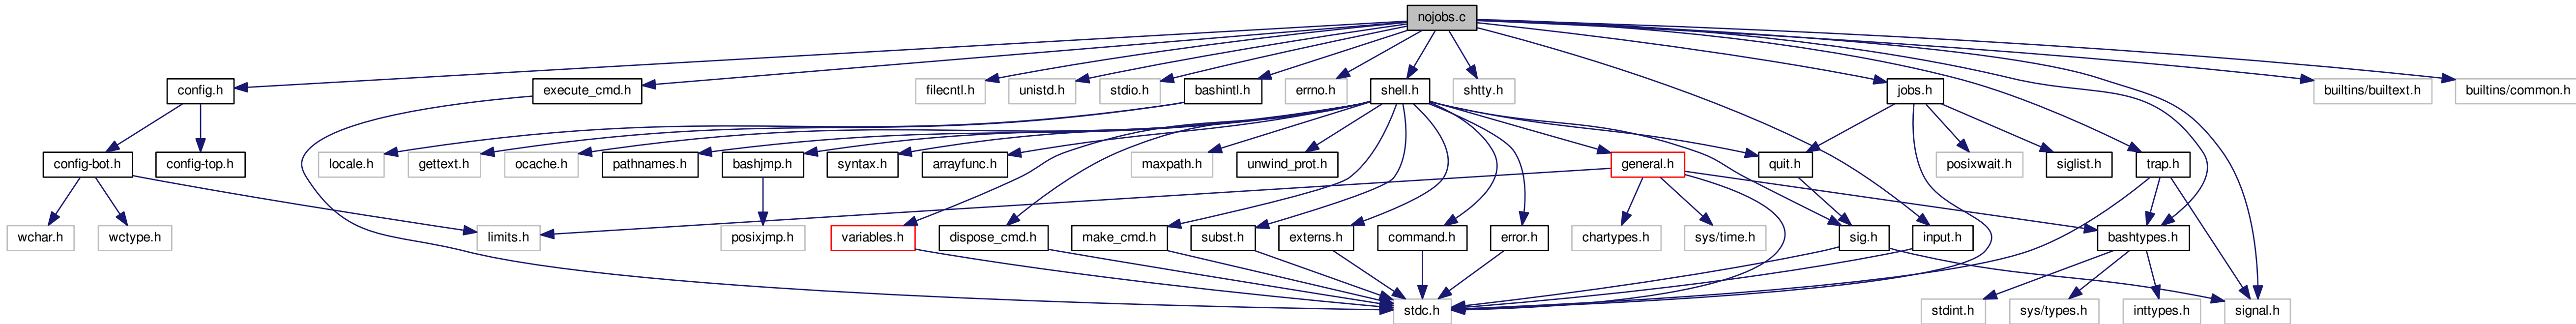 nojobs.c
config.h
execute_cmd.h
filecntl.h
unistd.h
stdio.h
bashintl.h
errno.h
shell.h
shtty.h
jobs.h
builtins/builtext.h
builtins/common.h
config-bot.h
config-top.h
locale.h
gettext.h
ocache.h
pathnames.h
bashjmp.h
syntax.h
arrayfunc.h
maxpath.h
unwind_prot.h
general.h
quit.h
posixwait.h
siglist.h
trap.h
wchar.h
wctype.h
limits.h
posixjmp.h
variables.h
dispose_cmd.h
make_cmd.h
subst.h
externs.h
command.h
error.h
chartypes.h
sys/time.h
sig.h
input.h
bashtypes.h
stdc.h
stdint.h
sys/types.h
inttypes.h
signal.h